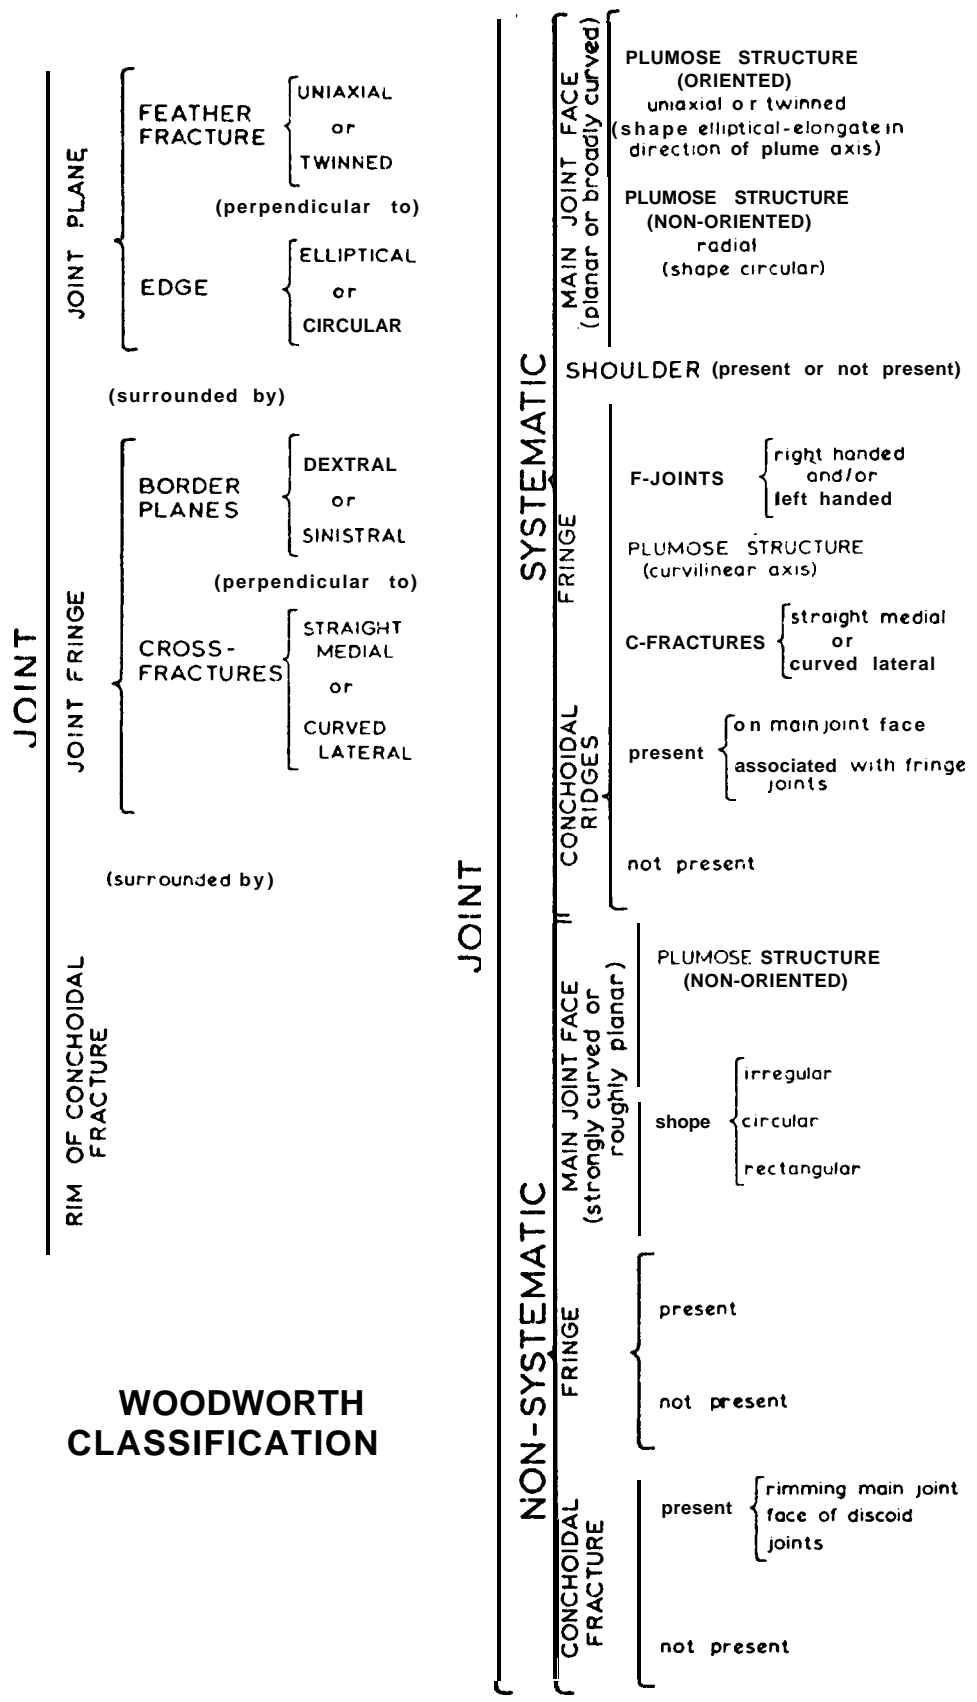 JOINT
JOINT PLANE
FEATHER
FRACTURE
UNIAXIAL
or
TWINNED
(perpendicular to)
EDGE
ELLIPTICAL
or
CIRCULAR
(surrounded by)
JOINT FRINGE
BORDER
PLANES
DEXTRAL
or
SINISTRAL
(perpendicular to)
CROSS-
FRACTURES
STRAIGHT
MEDIAL
or
CURVED
LATERAL
(surrounded by)
RIM OF CONCHOIDAL
FRACTURE
WOODWORTH
CLASSIFICATION
JOINT
SYSTEMATIC
MAIN JOINT FACE
(planar or broadly curved)
PLUMOSE STRUCTURE
(ORIENTED)
uniaxial or twinned
(shape elliptical-elongate in
direction of plume axis)
PLUMOSE STRUCTURE
(NON-ORIENTED)
radial
(shape circular)
SHOULDER (present or not present)
FRINGE
F-JOINTS
right handed
and/or
left handed
PLUMOSE STRUCTURE
(curvilinear axis)
C-FRACTURES
straight medial
or
curved lateral
CONCHOIDAL
RIDGES
present
on main joint face
associated with fringe
joints
not present
NON-SYSTEMATIC
MAIN JOINT FACE
(strongly curved or
roughly planar)
PLUMOSE STRUCTURE
(NON-ORIENTED)
shope
irregular
circular
rectangular
FRINGE
present
not present
CONCHOIDAL
FRACTURE
present
rimming main joint
face of discoid
joints
not present